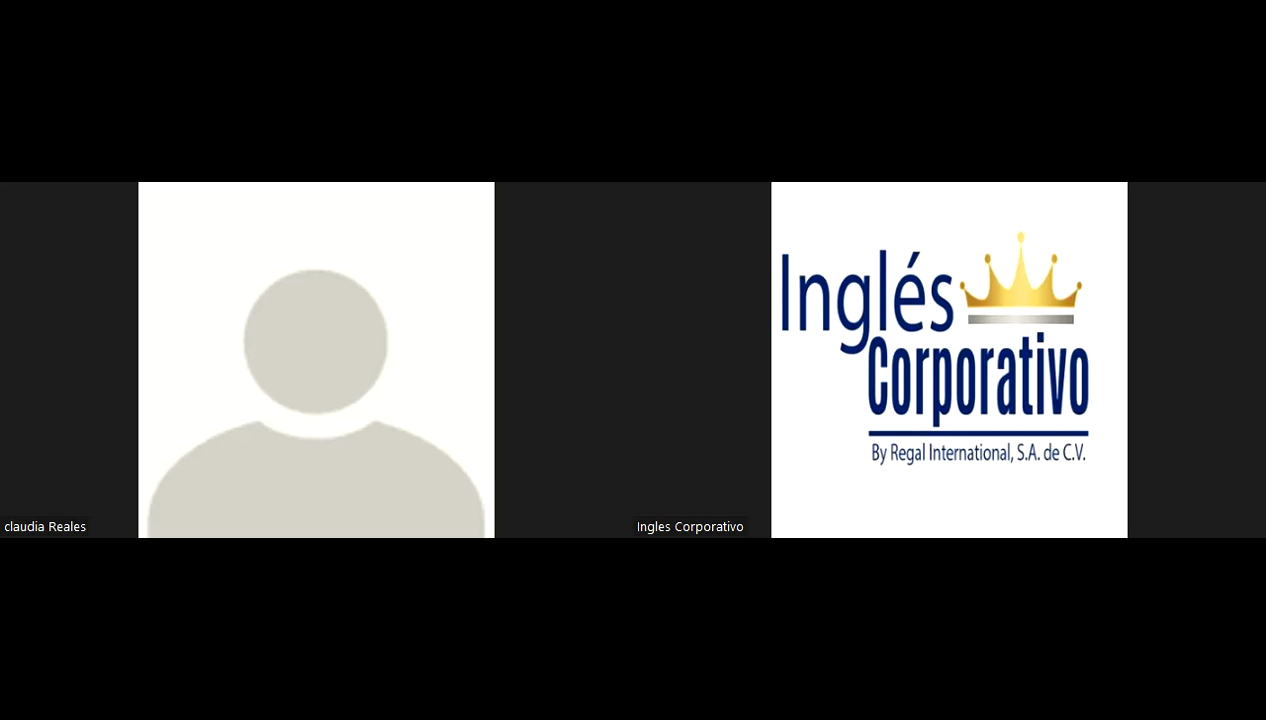 claudia Reales
Inglés
Corporativo
By Regal International, S.A. de C.V.
Ingles Corporativo